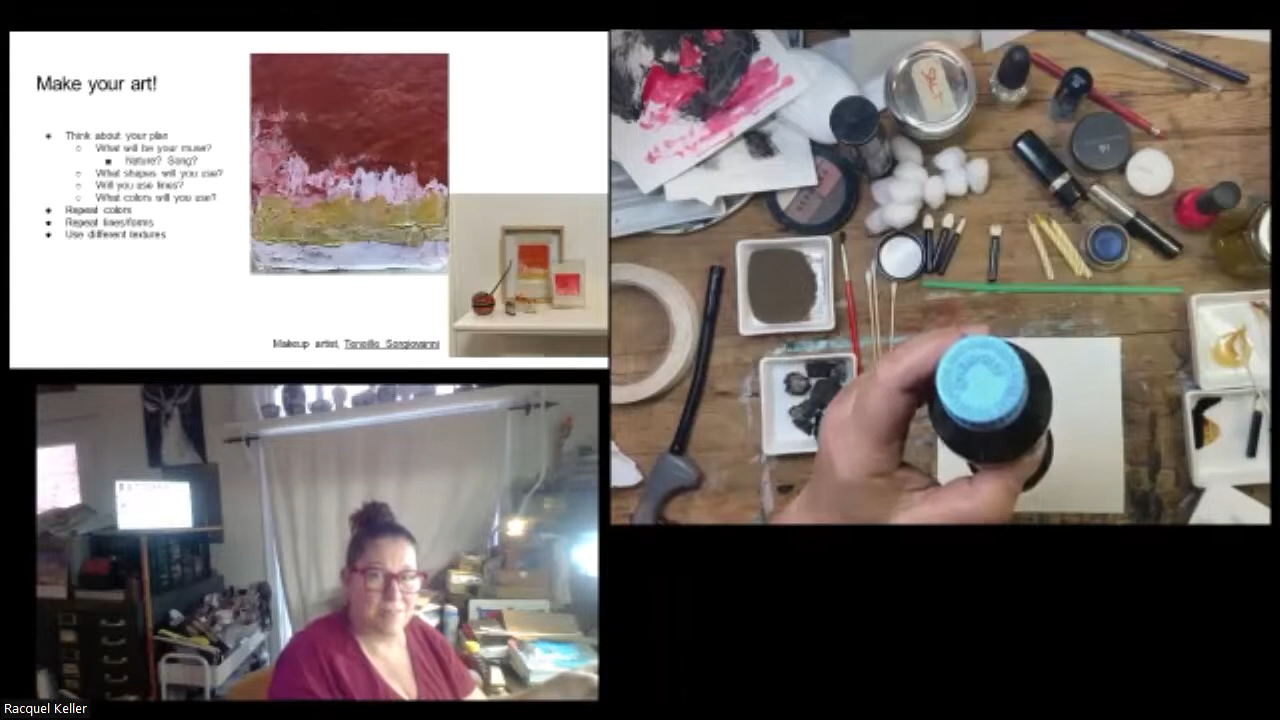 Make your art!
Think about your plan
What will be your muse?
Nature? Song?
What shapes will you use?
Will you use lines?
What colors will you use?
Repeat colors
Repeat lines/forms
Use different textures
Makeup artist,
SALT
Racquel Keller